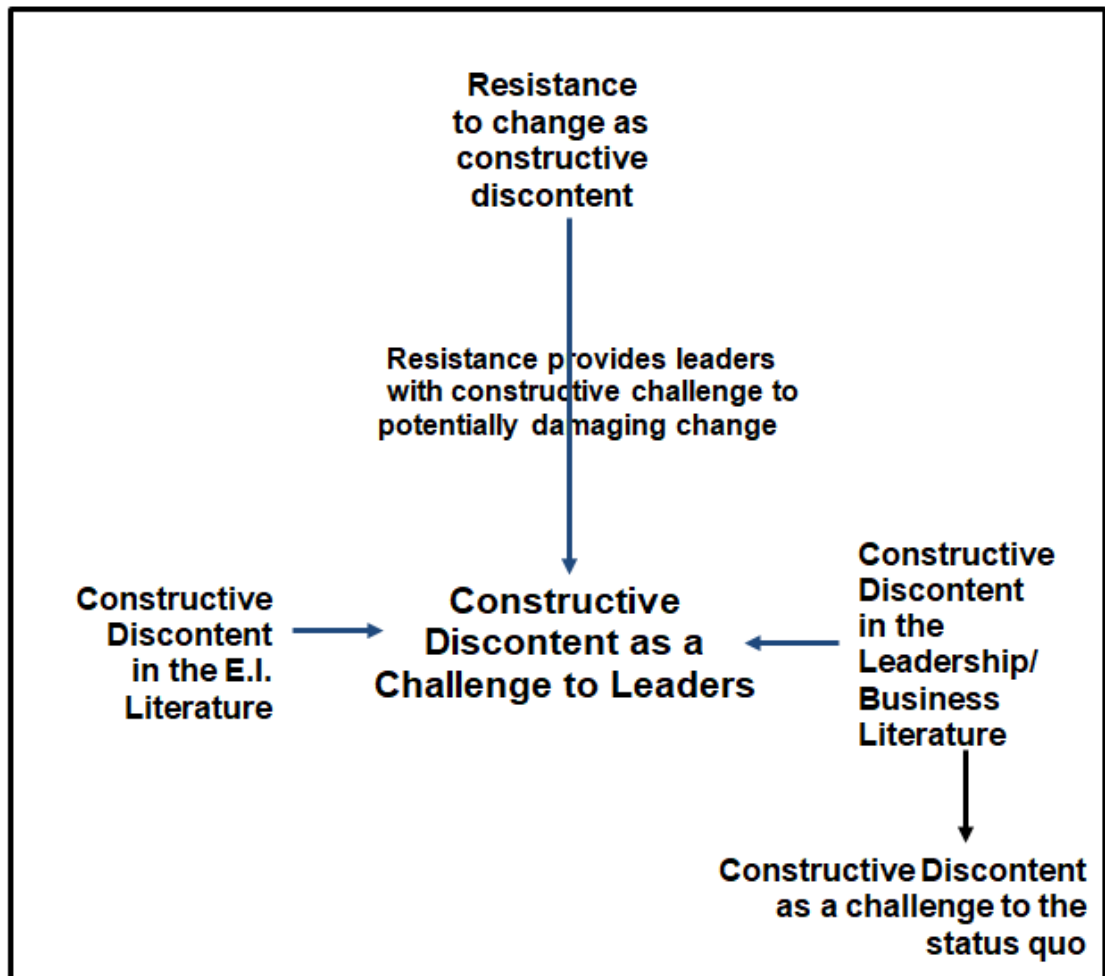 Resistance
to change as
constructive
discontent
Resistance provides leaders
with constructive challenge to
potentially damaging change
Constructive
Discontent
in the E.I.
Literature
Constructive
Discontent as a
Challenge to Leaders
Constructive
Discontent
in the
Leadership/
Business
Literature
Constructive Discontent
as a challenge to the
status quo